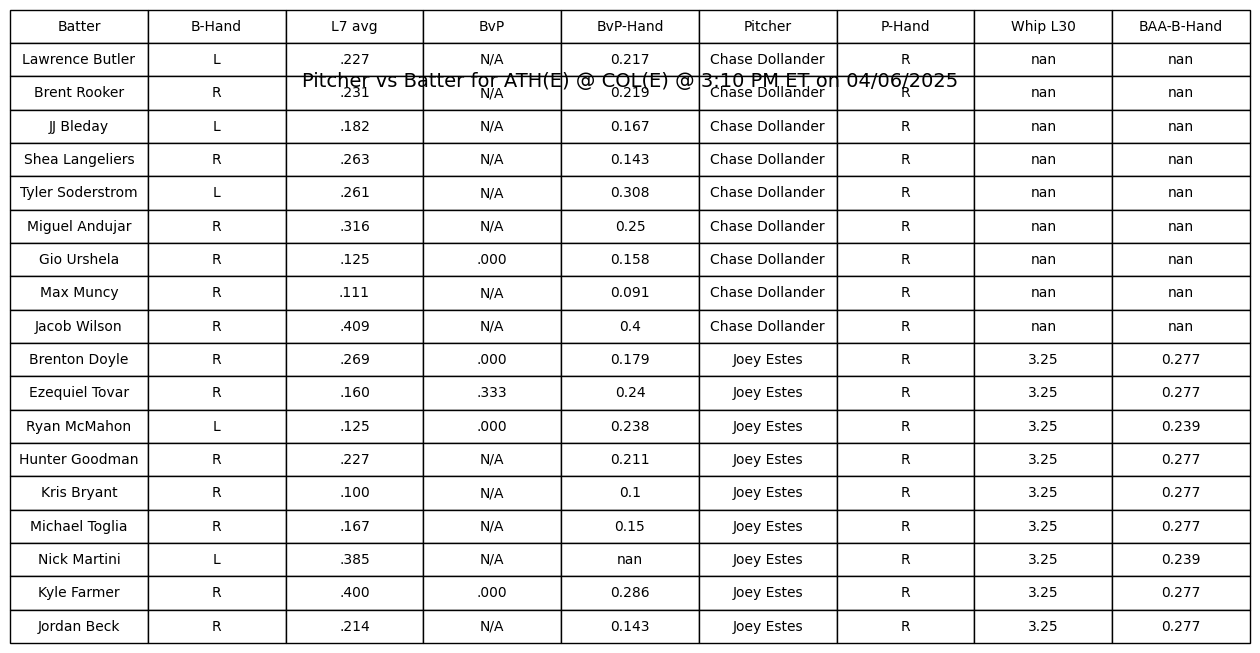 Batter B-Hand L7 avg BvP BvP-Hand Pitcher P-Hand Whip L30 BAA-B-Hand
Lawrence Butler L .227 N/A 0.217 Chase Dollander R nan nan
Pitcher vs Batter for ATH(E) @ COL(E) @ 3:10 PM ET on 04/06/2025
Brent Rooker R .231 N/A 0.219 Chase Dollander R nan nan
JJ Bleday L .182 N/A 0.167 Chase Dollander R nan nan
Shea Langeliers R .263 N/A 0.143 Chase Dollander R nan nan
Tyler Soderstrom L .261 N/A 0.308 Chase Dollander R nan nan
Miguel Andujar R .316 N/A 0.25 Chase Dollander R nan nan
Gio Urshela R .125 .000 0.158 Chase Dollander R nan nan
Max Muncy R .111 N/A 0.091 Chase Dollander R nan nan
Jacob Wilson R .409 N/A 0.4 Chase Dollander R nan nan
Brenton Doyle R .269 .000 0.179 Joey Estes R 3.25 0.277
Ezequiel Tovar R .160 .333 0.24 Joey Estes R 3.25 0.277
Ryan McMahon L .125 .000 0.238 Joey Estes R 3.25 0.239
Hunter Goodman R .227 N/A 0.211 Joey Estes R 3.25 0.277
Kris Bryant R .100 N/A 0.1 Joey Estes R 3.25 0.277
Michael Toglia R .167 N/A 0.15 Joey Estes R 3.25 0.277
Nick Martini L .385 N/A nan Joey Estes R 3.25 0.239
Kyle Farmer R .400 .000 0.286 Joey Estes R 3.25 0.277
Jordan Beck R .214 N/A 0.143 Joey Estes R 3.25 0.277